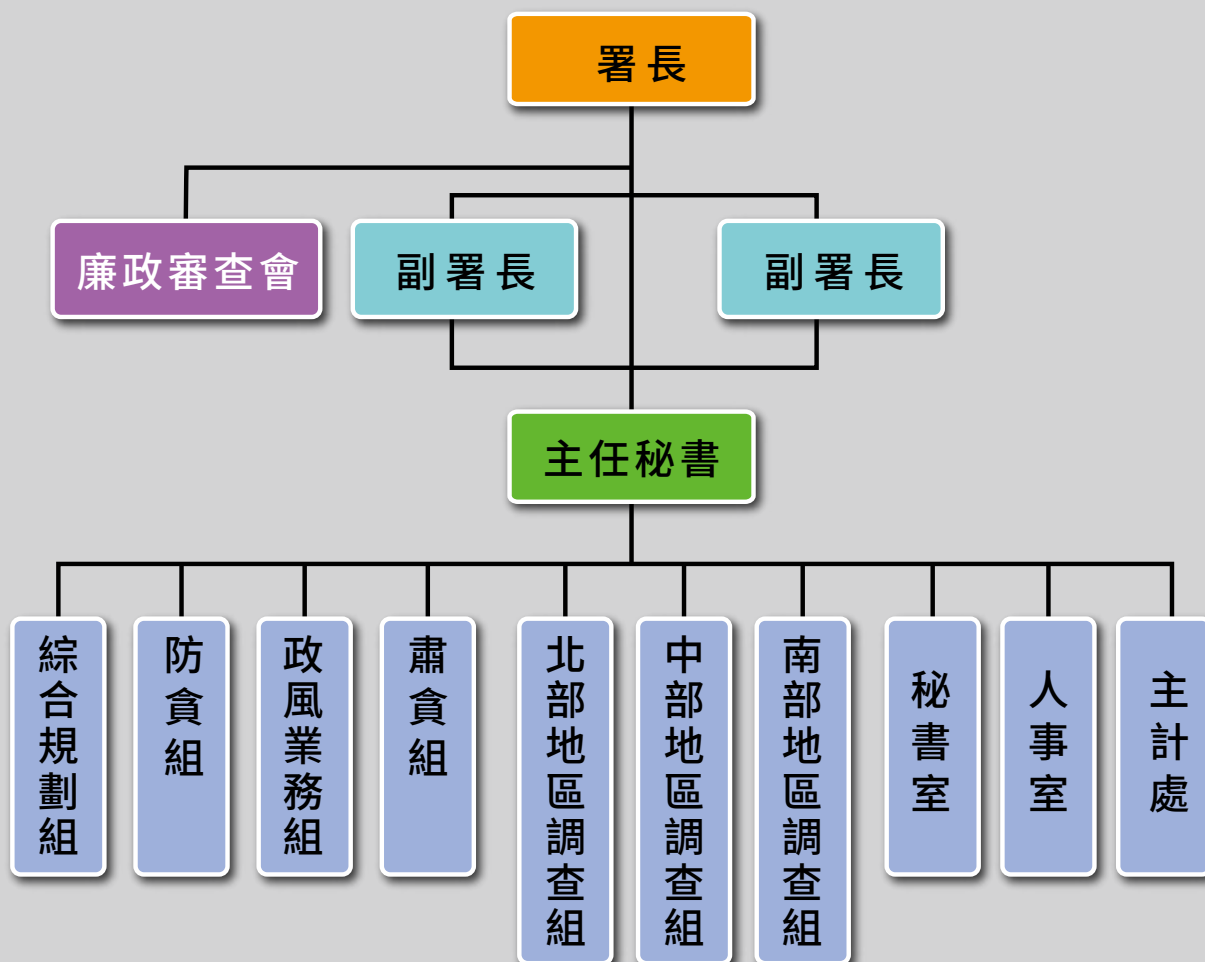 署長
廉政審查會
副署長
副署長
主任秘書
綜合規劃組
防貪組
政風業務組
肅貪組
北部地區調查組
中部地區調查組
南部地區調查組
秘書室
人事室
主計處